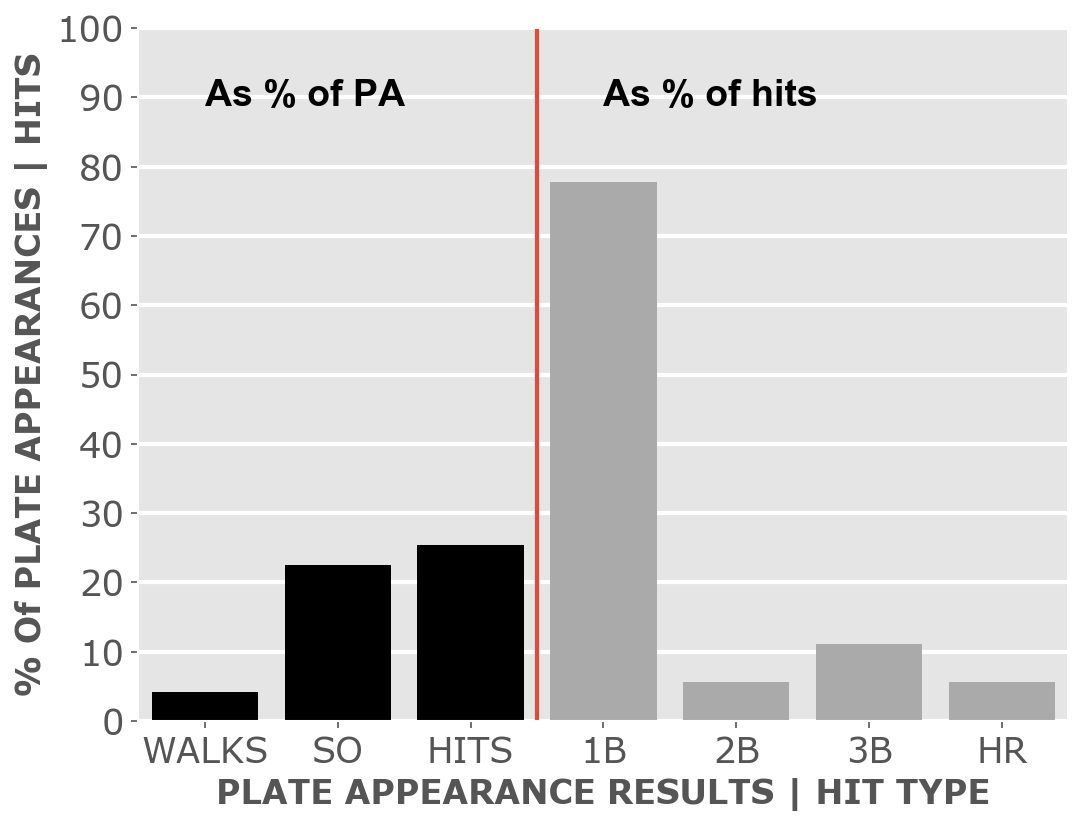 % Of PLATE APPEARANCES | HITS
100
90
80
70
60
50
40
30
20
10
0
As % of PA
As % of hits
WALKS SO HITS 1B 2B 3B HR
PLATE APPEARANCE RESULTS | HIT TYPE